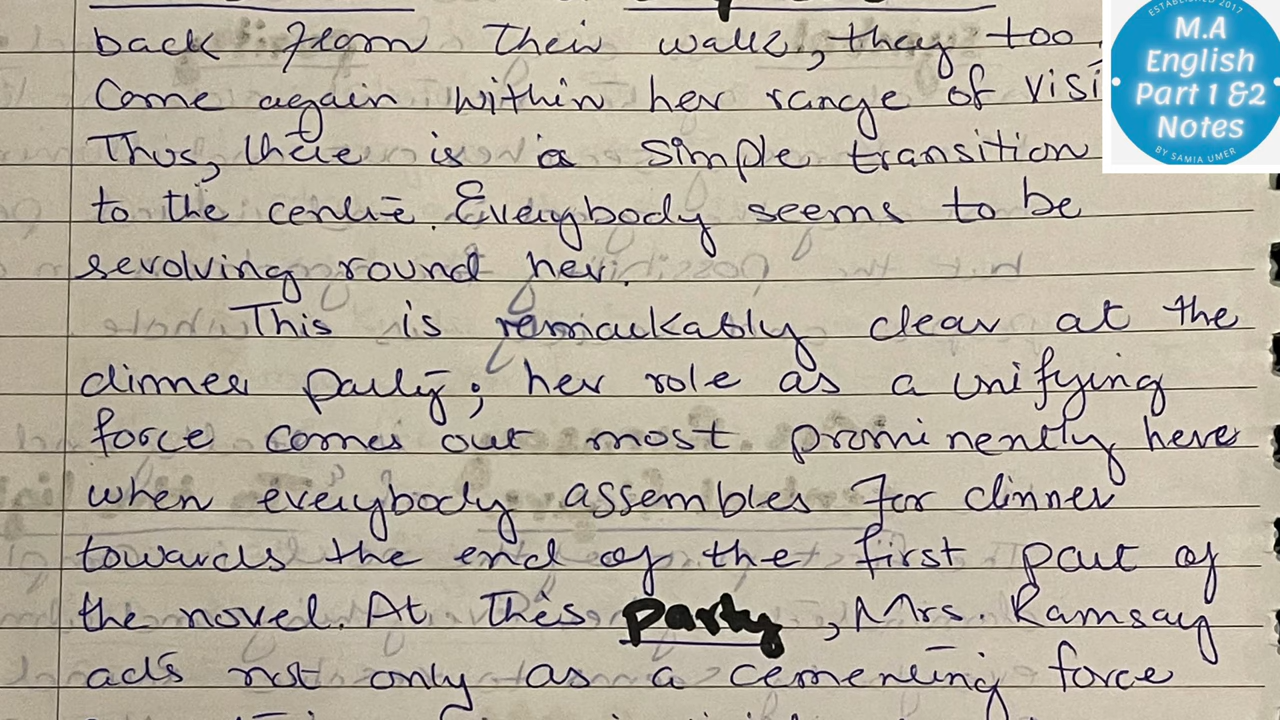 back from their walk, they too
Come again within her range of visi
Thus, there is a simple transition
to the centre. Everybody seems to be
revolving round her.
This is remarkably clear at the
dinner party; her role as a unifying
force comes out most prominently here
when everybody assembles for dinner
towards the end of the first part of
the novel. At this party, Mrs. Ramsay
acts not only as a cementing force
ESTABLISHED 2017
M.A
English
Part 1 &2
Notes
BY SAMIA UMER